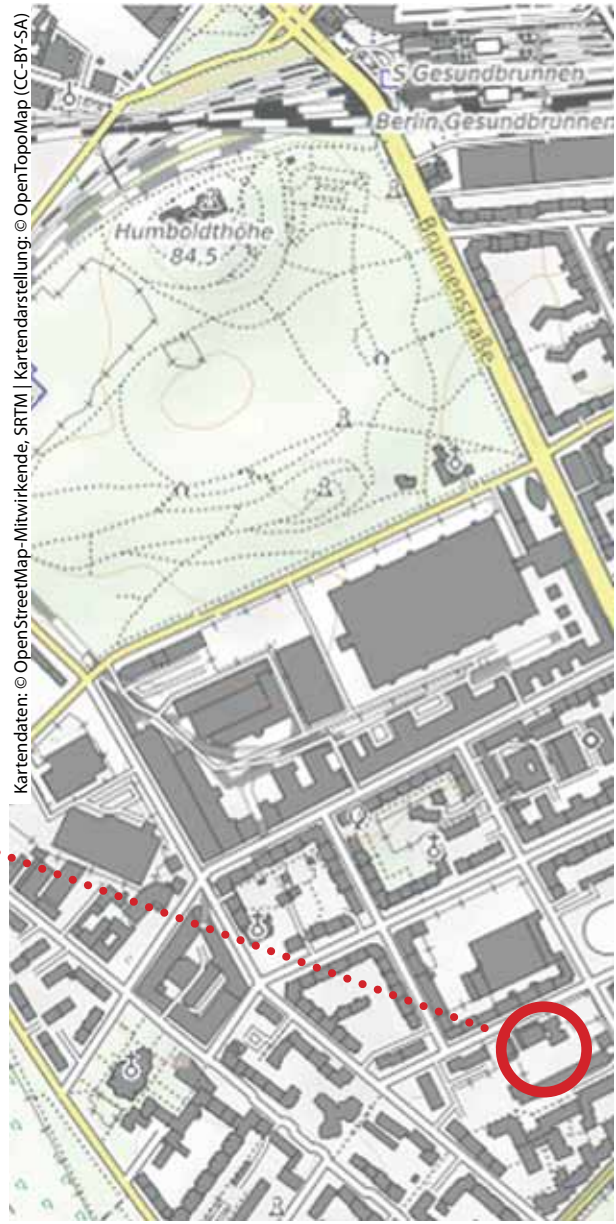 Kartendaten: © OpenStreetMap-Mitwirkende, SRTM | Kartendarstellung: © OpenTopoMap (CC-BY-SA)
S Gesundbrunnen
Berlin Gesundbrunnen
Humboldthöhe
84.5
Brunnenstraße